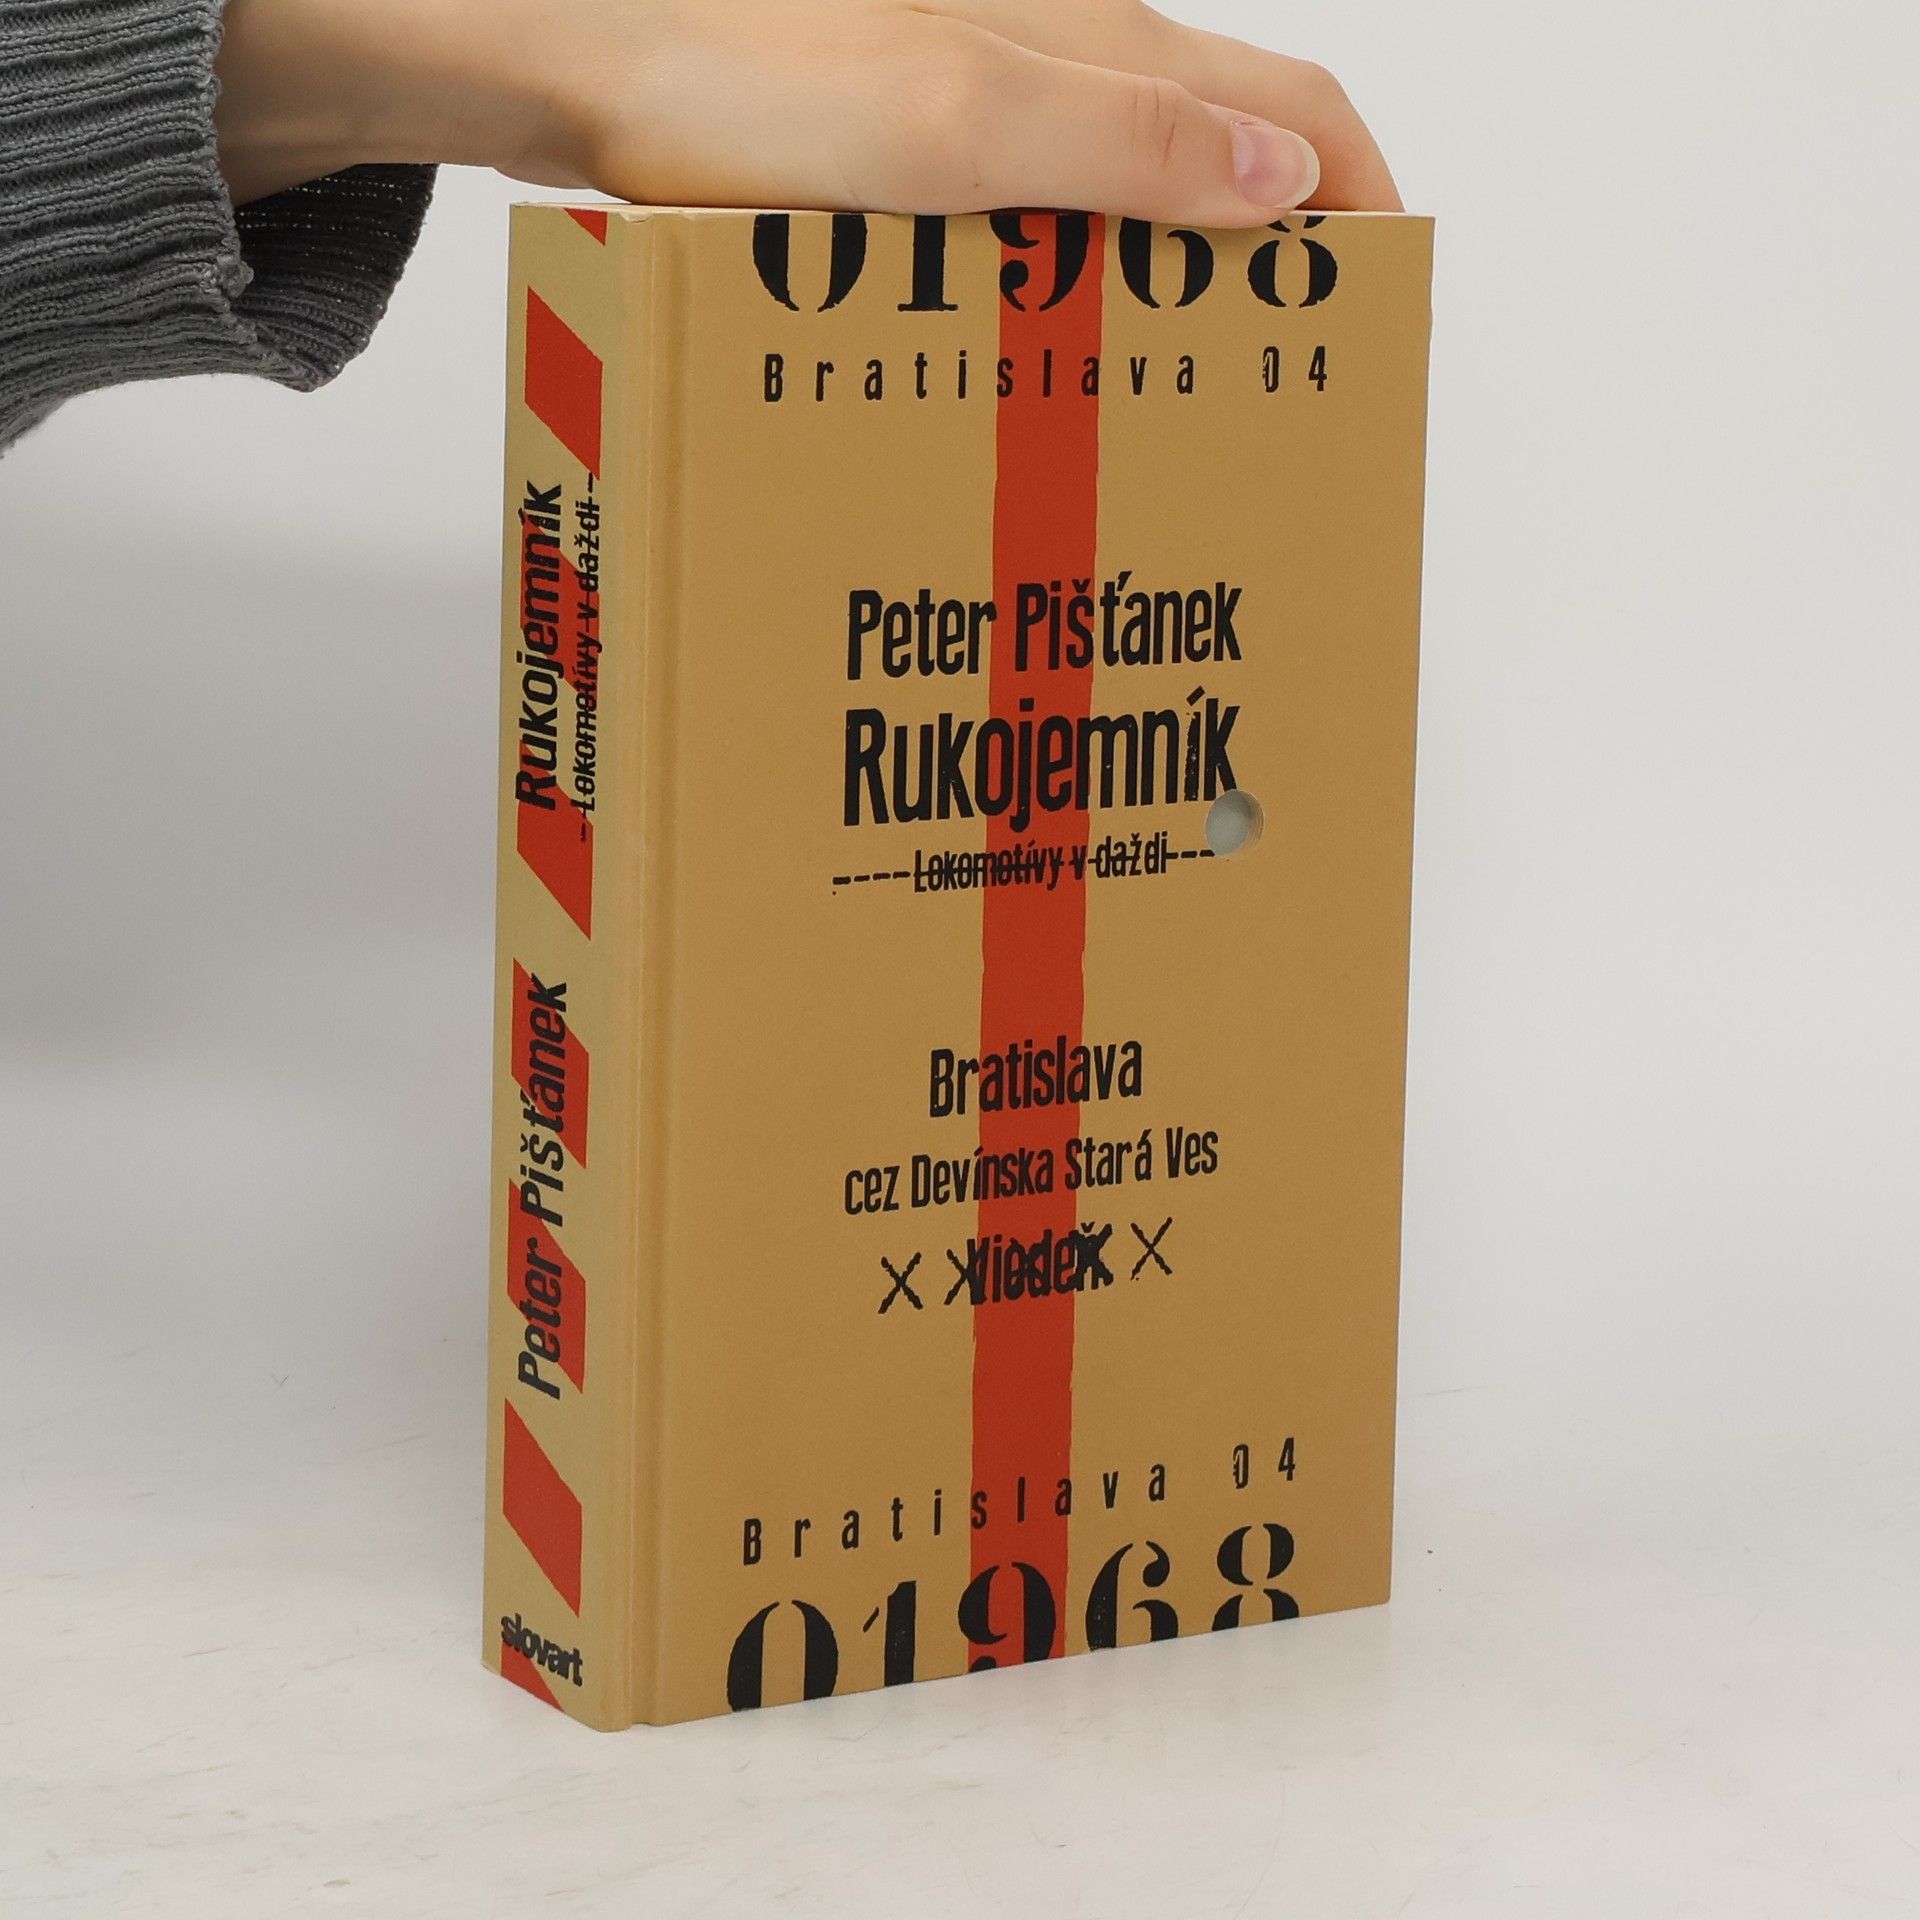 01968
Bratislava 04
Peter Pišťanek
Rukojemník
----Lokomotívy v daždi---
Bratislava
cez Devínska Stará Ves
X X Viedeň X X
Bratislava 04
01968
Rukojemník
-Lokomotívy v daždi-
Peter Pišťanek
slovart